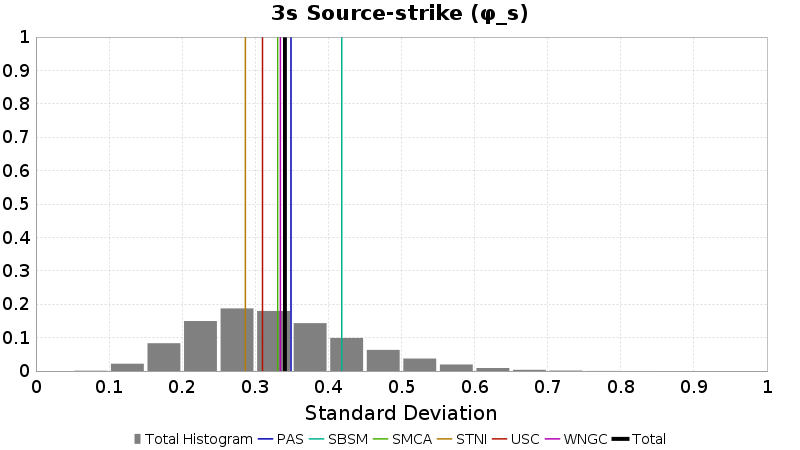 3s Source-strike (φ_s)
1
0.9
0.8
0.7
0.6
0.5
0.4
0.3
0.2
0.1
0
0 0.1 0.2 0.3 0.4 0.5 0.6 0.7 0.8 0.9 1
Standard Deviation
Total Histogram PAS SBSM SMCA STNI USC WNGC Total